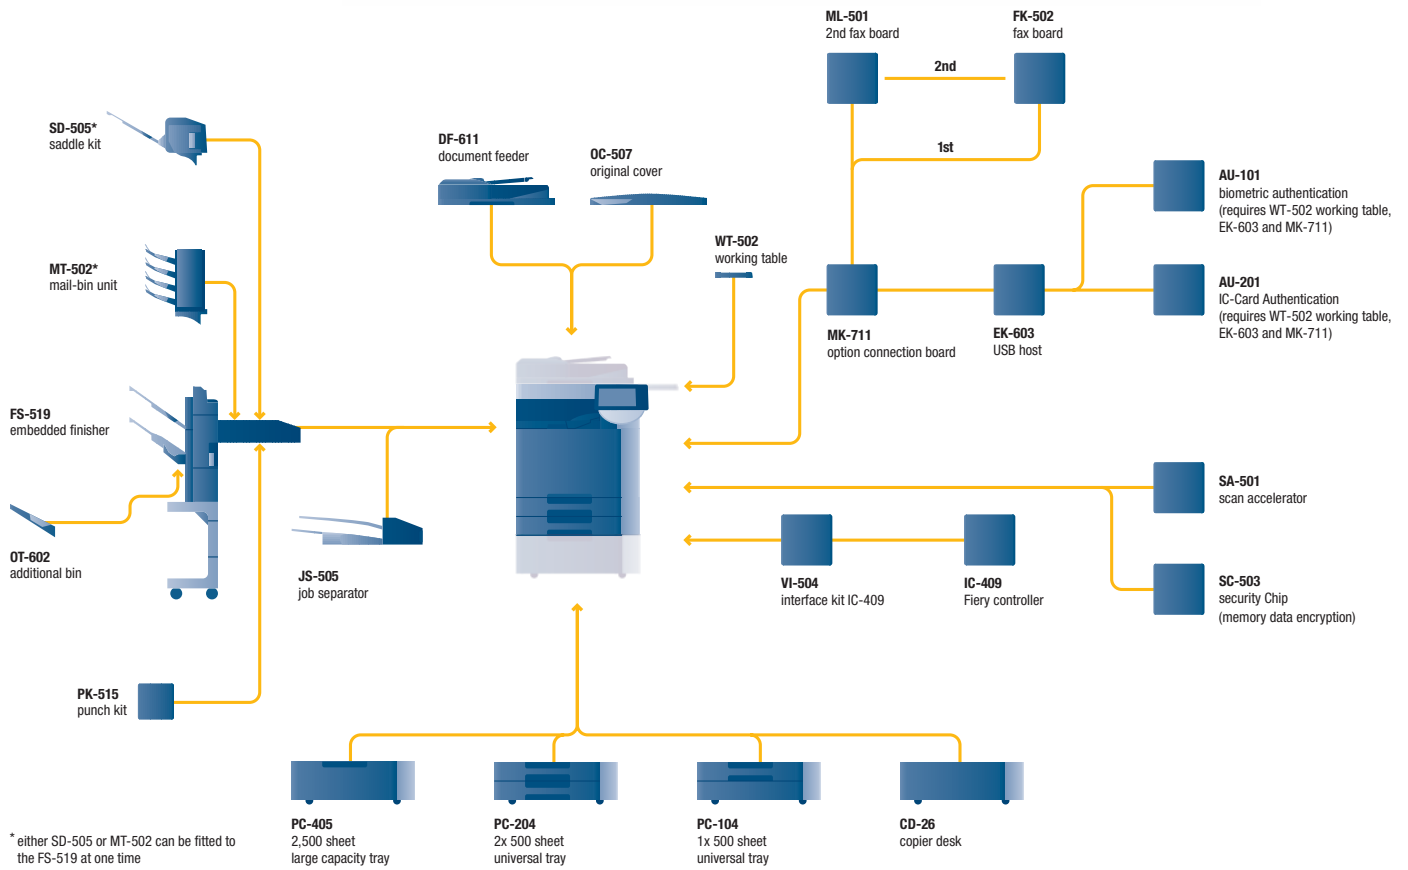 ML-501
2nd fax board
FK-502
fax board
2nd
1st
SD-505*
saddle kit
DF-611
document feeder
OC-507
original cover
AU-101
biometric authentication
(requires WT-502 working table,
EK-603 and MK-711)
WT-502
working table
MT-502*
mail-bin unit
AU-201
IC-Card Authentication
(requires WT-502 working table,
EK-603 and MK-711)
MK-711
option connection board
EK-603
USB host
FS-519
embedded finisher
SA-501
scan accelerator
OT-602
additional bin
JS-505
job separator
VI-504
interface kit IC-409
IC-409
Fiery controller
SC-503
security Chip
(memory data encryption)
PK-515
punch kit
PC-405
2,500 sheet
large capacity tray
PC-204
2x 500 sheet
universal tray
PC-104
1x 500 sheet
universal tray
CD-26
copier desk
* either SD-505 or MT-502 can be fitted to
the FS-519 at one time